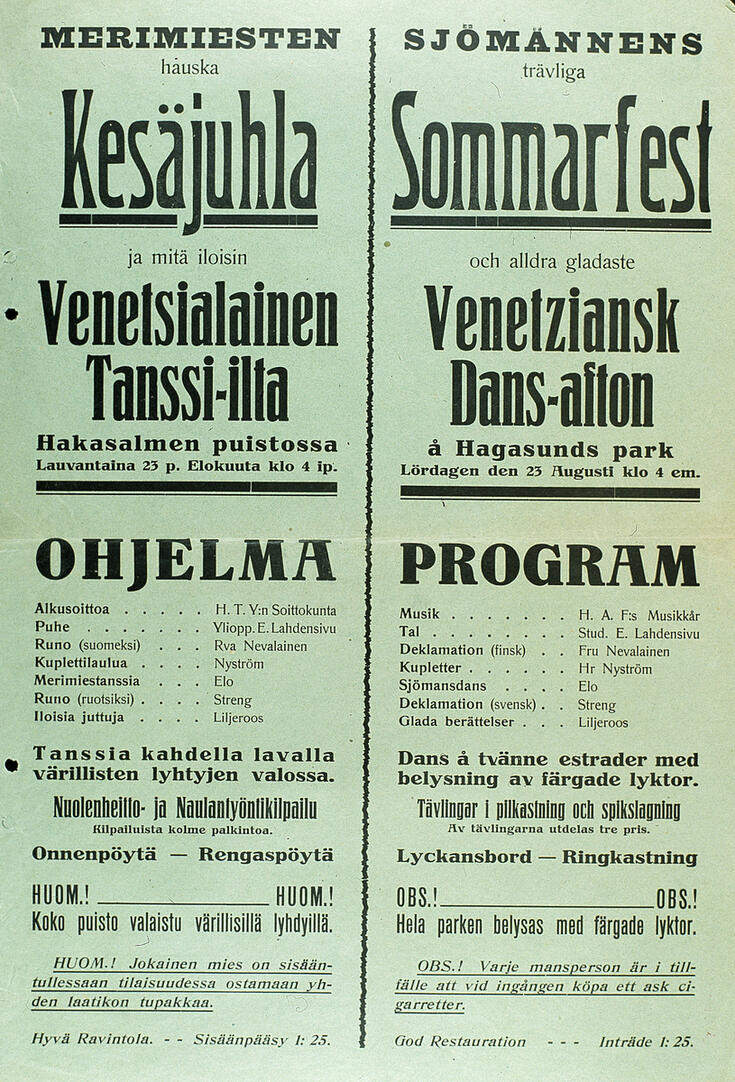 MERIMIESTEN
hauska
Kesäjuhla
ja mitä iloisin
Venetsialainen
Tanssi-ilta
Hakasalmen puistossa
Lauvantaina 23 p. Elokuuta klo 4 ip.
OHJELMA
Alkusoittoa . . . . . H. T. Y:n Soittokunta
Puhe . . . . . . . Yliopp. E. Lahdensivu
Runo (suomeksi) . . . Rva Nevalainen
Kuplettilaulua . . . . Nyström
Merimiestanssia . . . Elo
Runo (ruotsiksi) . . . . Streng
Iloisia juttuja . . . . Liljeroos
Tanssia kahdella lavalla
värillisten lyhtyjen valossa.
Nuolenheitto- ja Naulantyöntikilpailu
Kilpailuista kolme palkintoa.
Onnenpöytä — Rengaspöytä
HUOM.! HUOM.!
Koko puisto valaistu värillisillä lyhdyillä.
HUOM.! Jokainen mies on sisään-
tullessaan tilaisuudessa ostamaan yh-
den laatikon tupakkaa.
Hyvä Ravintola. - - Sisäänpääsy 1: 25.
SJÖMÄNNENS
trävliga
Sommarfest
och alldra gladaste
Venetziansk
Dans-afton
å Hagasunds park
Lördagen den 23 Augusti klo 4 em.
PROGRAM
Musik . . . . . . . H. A. F:s Musikkår
Tal . . . . . . . . Stud. E. Lahdensivu
Deklamation (finsk) . . Fru Nevalainen
Kupletter . . . . . Hr Nyström
Sjömansdans . . . . Elo
Deklamation (svensk) . . Streng
Glada berättelser . . . Liljeroos
Dans å tvänne estrader med
belysning av färgade lyktor.
Tävlingar i pilkastning och spikslagning
Av tävlingarna utdelas tre pris.
Lyckansbord — Ringkastning
OBS.! OBS.!
Hela parken belysas med färgade lyktor.
OBS.! Varje mansperson är i till-
fälle att vid ingången köpa ett ask ci-
garretter.
God Restauration - - - Inträde 1: 25.